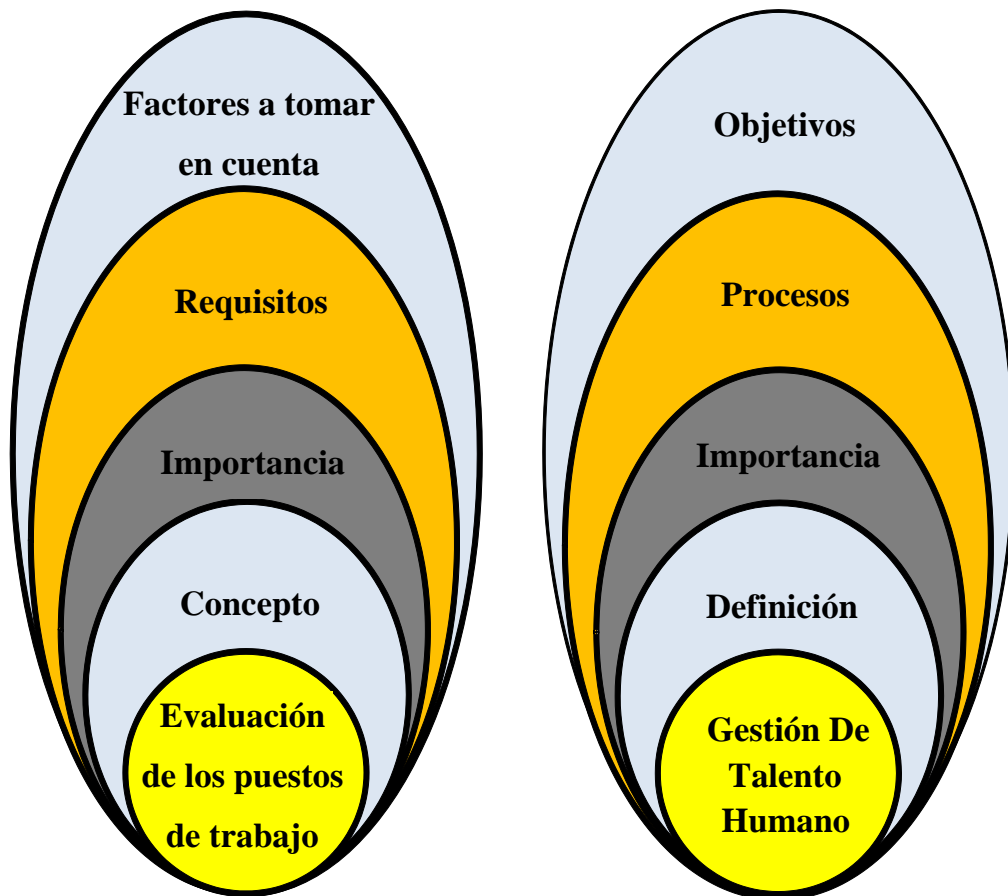 Factores a tomar
en cuenta
Requisitos
Importancia
Concepto
Evaluación
de los puestos
de trabajo
Objetivos
Procesos
Importancia
Definición
Gestión De
Talento
Humano